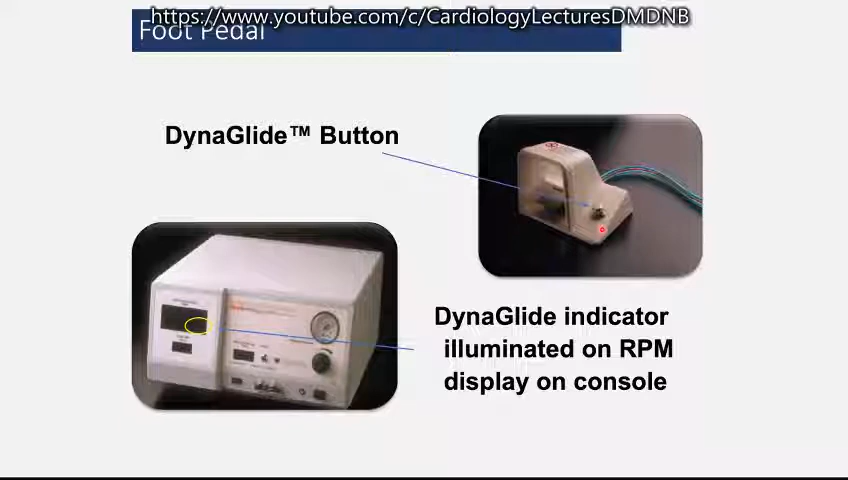 https://www.youtube.com/c/CardiologyLecturesDMDNB
Foot Pedal
DynaGlide™ Button
DynaGlide indicator
illuminated on RPM
display on console